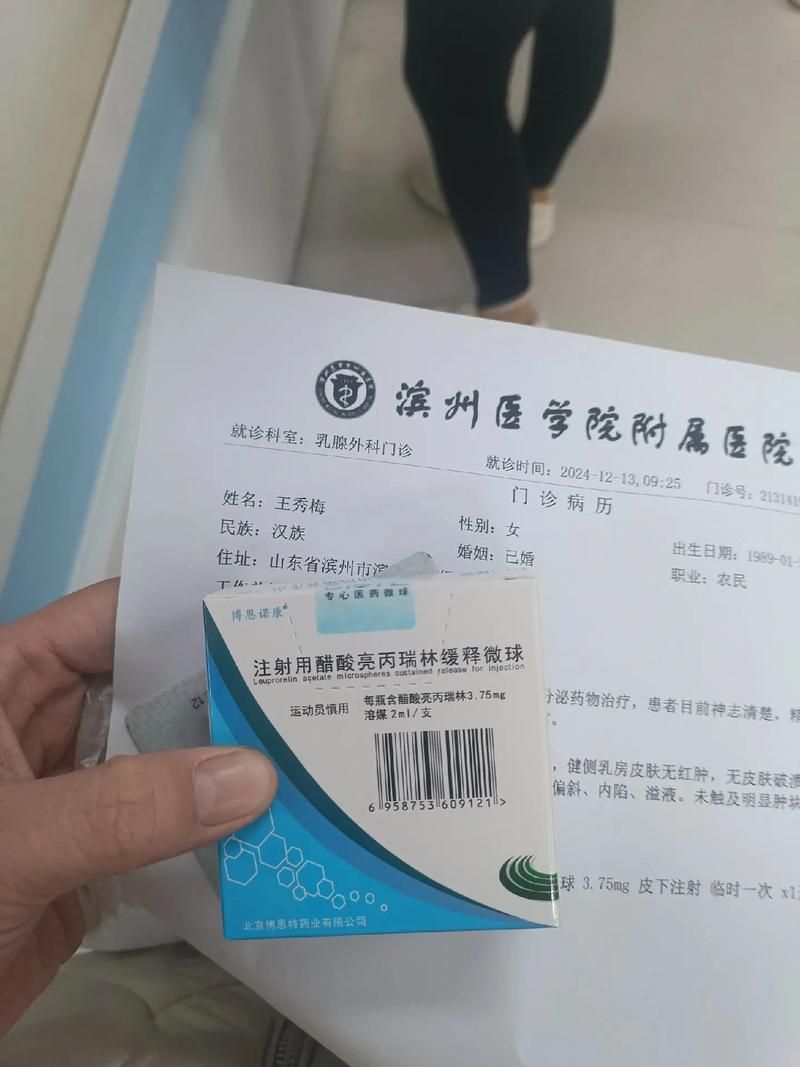 滨州医学院附属医院
就诊科室：乳腺外科门诊
就诊时间：2024-12-13,09:25
门诊号：2131415
门诊病历
姓名：王秀梅
性别：女
出生日期：1989-01-
民族：汉族
婚姻：已婚
职业：农民
住址：山东省滨州市滨
分泌药物治疗，患者目前神志清楚，精
，健侧乳房皮肤无红肿，无皮肤破溃
偏斜、内陷、溢液。未触及明显肿块
球 3.75mg 皮下注射 临时一次 x1
博恩诺康
专心医药微球
注射用醋酸亮丙瑞林缓释微球
Leuprorelin acetate microspheres sustained release for injection
运动员慎用
每瓶含醋酸亮丙瑞林3.75mg
溶媒2ml/支
6 958753 609121 >
北京博恩特药业有限公司